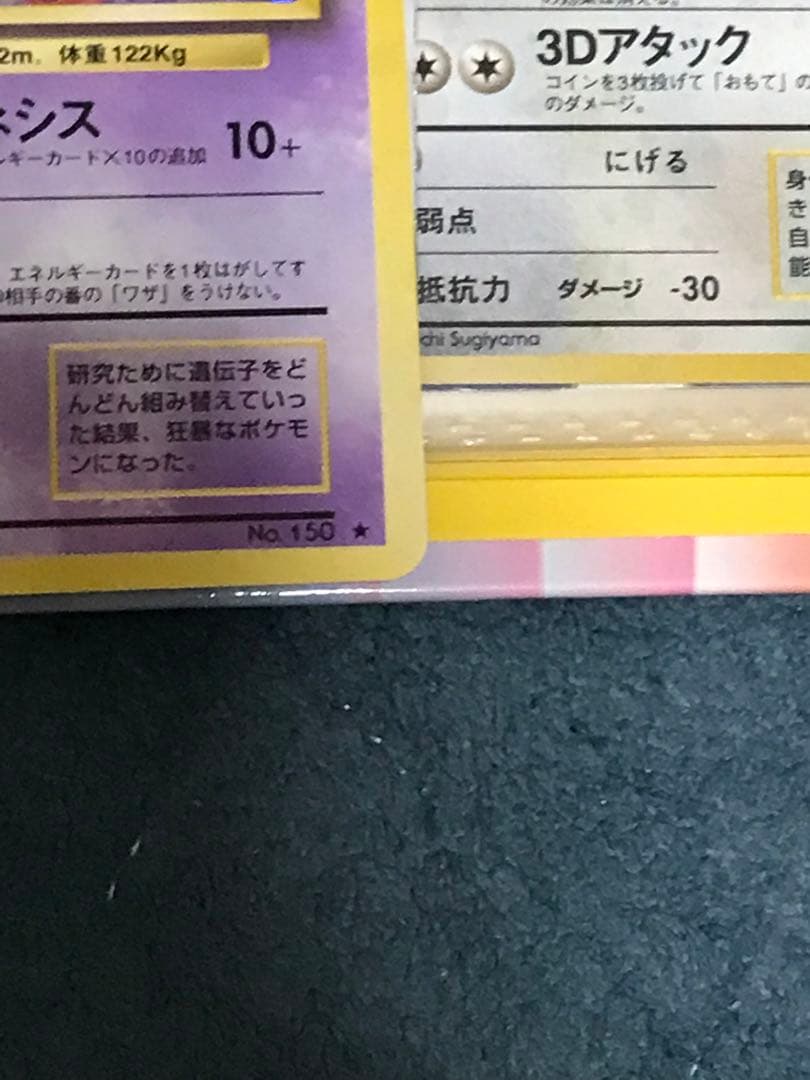 2m. 体重122Kg
ネシス 10+
ルギーカード×10の追加
エネルギーカードを1枚はがしてす
相手の番の「ワザ」をうけない。
研究ために遺伝子をど
んどん組み替えていっ
た結果、狂暴なポケモ
ンになった。
No. 150 ★
3Dアタック
コインを3枚投げて「おもて」の
のダメージ。
にげる
弱点
抵抗力 ダメージ -30
chi Sugiyama
身
き
自
能